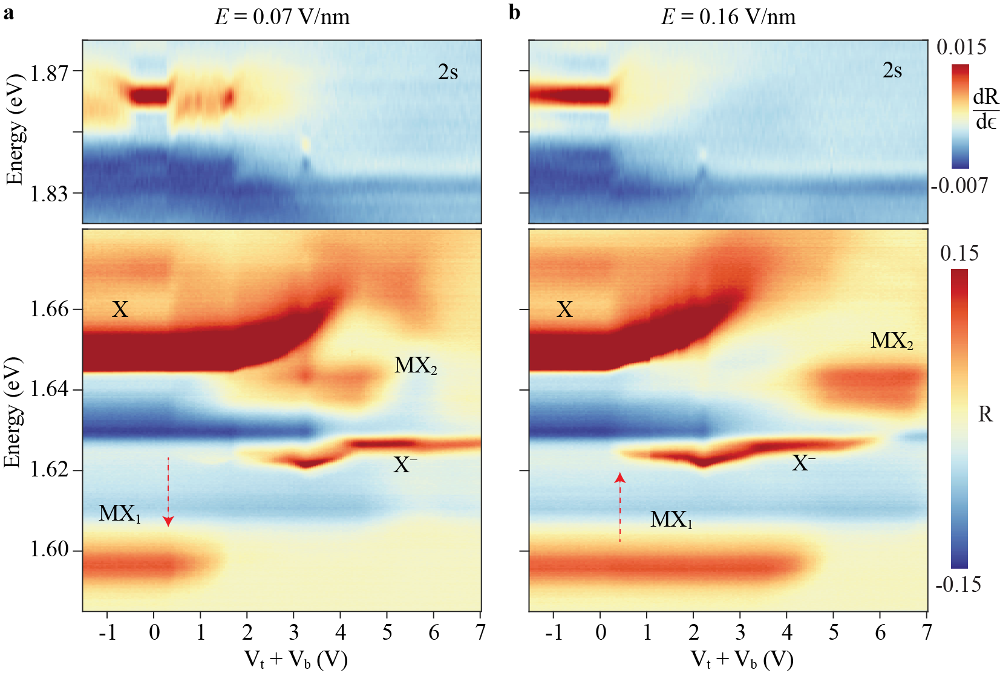 a
E = 0.07 V/nm
b
E = 0.16 V/nm
Energy (eV)
1.87
1.83
2s
2s
0.015
dR
dϵ
-0.007
Energy (eV)
1.66
1.64
1.62
1.60
X
MX₂
X⁻
MX₁
X
MX₂
X⁻
MX₁
0.15
R
-0.15
-1 0 1 2 3 4 5 6 7
Vₜ + V_b (V)
-1 0 1 2 3 4 5 6 7
Vₜ + V_b (V)